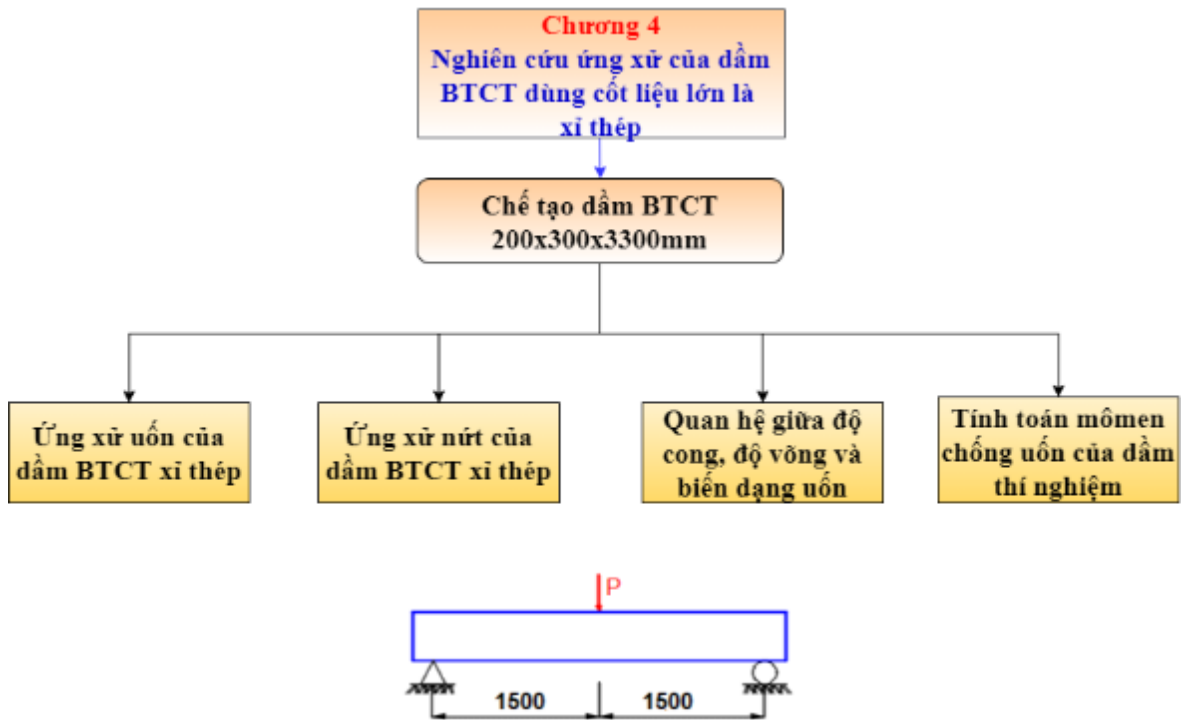 Chương 4
Nghiên cứu ứng xử của dầm
BTCT dùng cốt liệu lớn là
xỉ thép
Chế tạo dầm BTCT
200x300x3300mm
Ứng xử uốn của
dầm BTCT xỉ thép
Ứng xử nứt của
dầm BTCT xỉ thép
Quan hệ giữa độ
cong, độ võng và
biến dạng uốn
Tính toán mômen
chống uốn của dầm
thí nghiệm
P
1500
1500